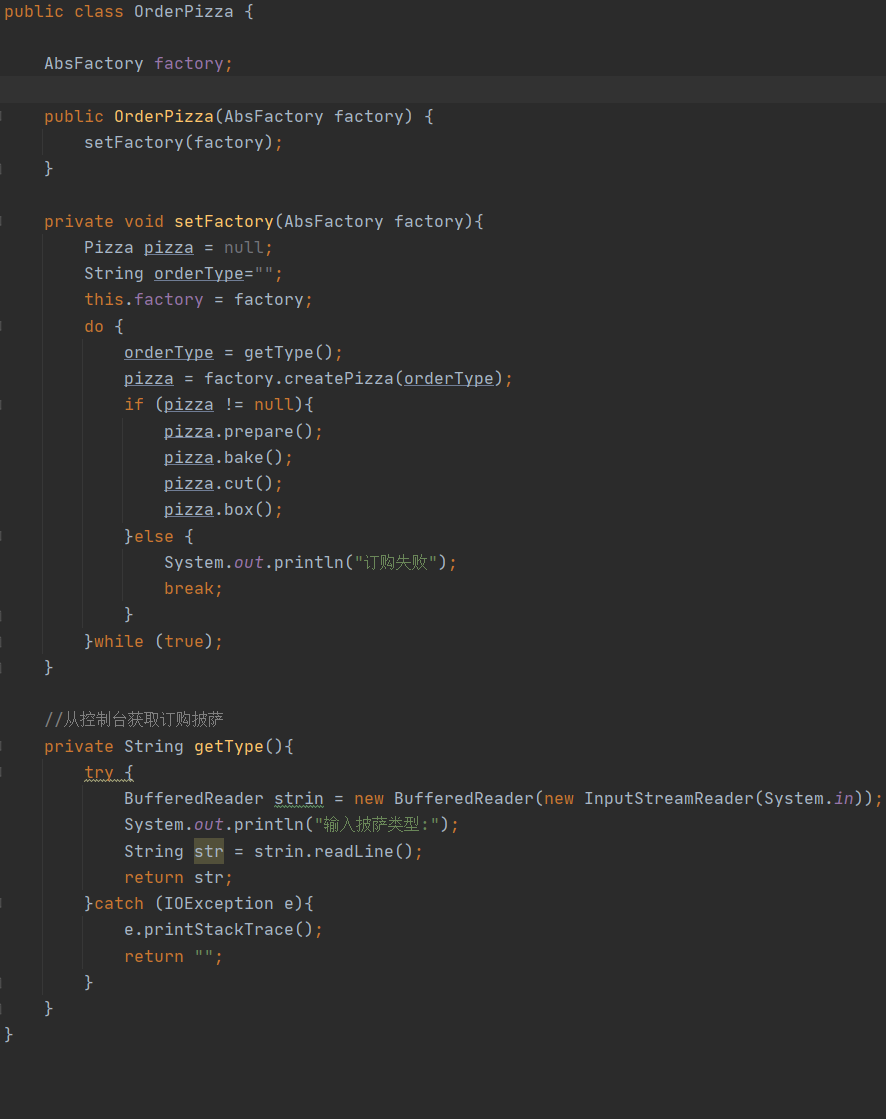 public class OrderPizza {
    AbsFactory factory;
    public OrderPizza(AbsFactory factory) {
        setFactory(factory);
    }
    private void setFactory(AbsFactory factory){
        Pizza pizza = null;
        String orderType="";
        this.factory = factory;
        do {
            orderType = getType();
            pizza = factory.createPizza(orderType);
            if (pizza != null){
                pizza.prepare();
                pizza.bake();
                pizza.cut();
                pizza.box();
            }else {
                System.out.println("订购失败");
                break;
            }
        }while (true);
    }
    //从控制台获取订购披萨
    private String getType(){
        try {
            BufferedReader strin = new BufferedReader(new InputStreamReader(System.in));
            System.out.println("输入披萨类型:");
            String str = strin.readLine();
            return str;
        }catch (IOException e){
            e.printStackTrace();
            return "";
        }
    }
}